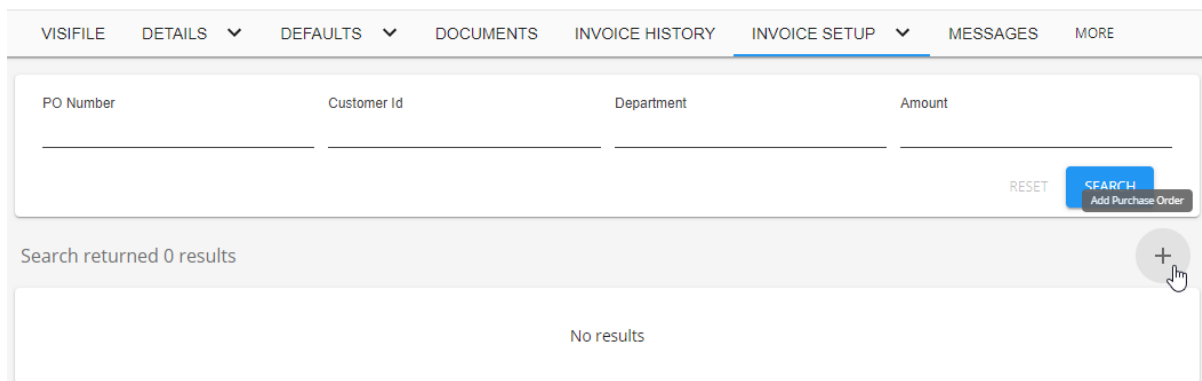 VISIFILE DETAILS DEFAULTS DOCUMENTS INVOICE HISTORY INVOICE SETUP MESSAGES MORE
PO Number Customer Id Department Amount
RESET SEARCH
Add Purchase Order
Search returned 0 results
No results